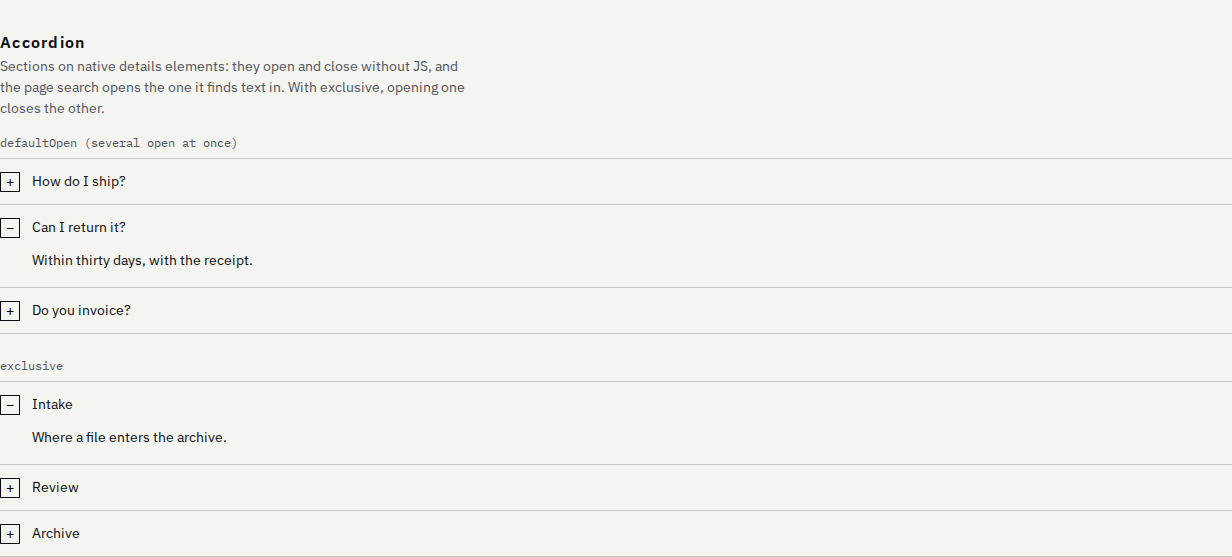 Accordion
Sections on native details elements: they open and close without JS, and
the page search opens the one it finds text in. With exclusive, opening one
closes the other.
defaultOpen (several open at once)
+ How do I ship?
− Can I return it?
Within thirty days, with the receipt.
+ Do you invoice?
exclusive
− Intake
Where a file enters the archive.
+ Review
+ Archive